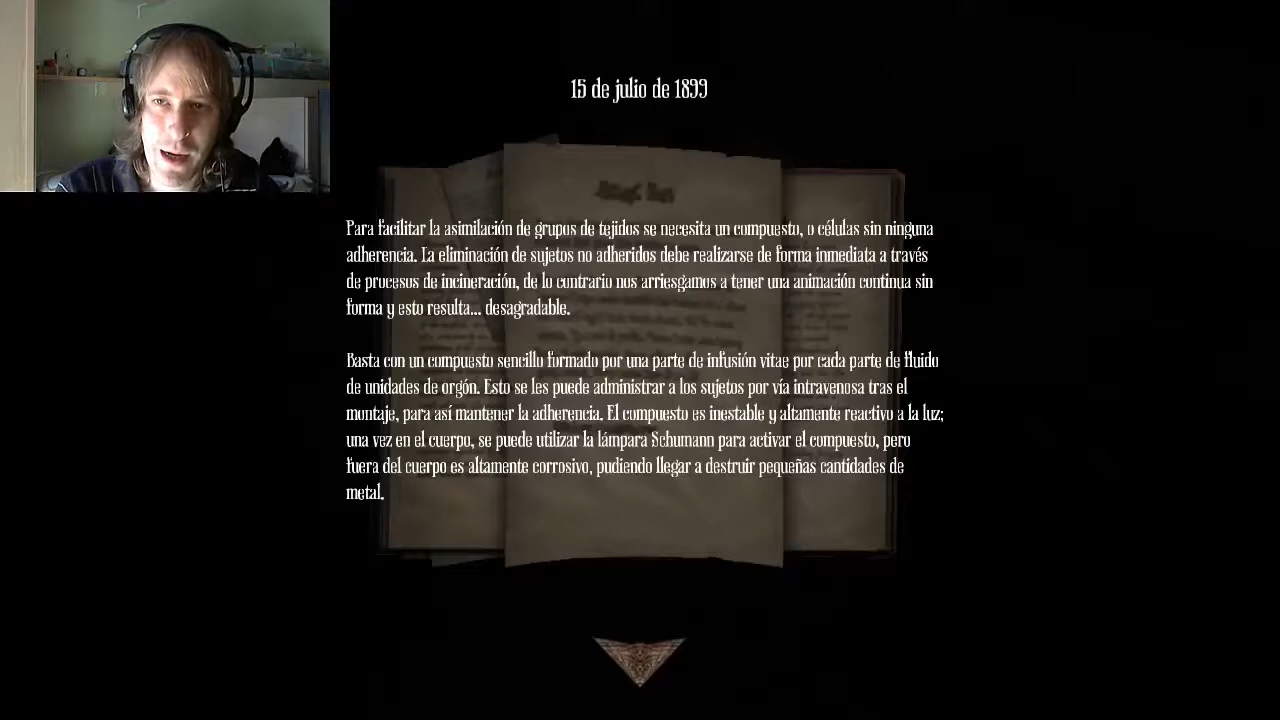 15 de julio de 1899
Para facilitar la asimilación de grupos de tejidos se necesita un compuesto, o células sin ninguna
adherencia. La eliminación de sujetos no adheridos debe realizarse de forma inmediata a través
de procesos de incineración, de lo contrario nos arriesgamos a tener una animación continua sin
forma y esto resulta... desagradable.
Basta con un compuesto sencillo formado por una parte de infusión vitae por cada parte de fluido
de unidades de orgón. Esto se les puede administrar a los sujetos por vía intravenosa tras el
montaje, para así mantener la adherencia. El compuesto es inestable y altamente reactivo a la luz;
una vez en el cuerpo, se puede utilizar la lámpara Schumann para activar el compuesto, pero
fuera del cuerpo es altamente corrosivo, pudiendo llegar a destruir pequeñas cantidades de
metal.